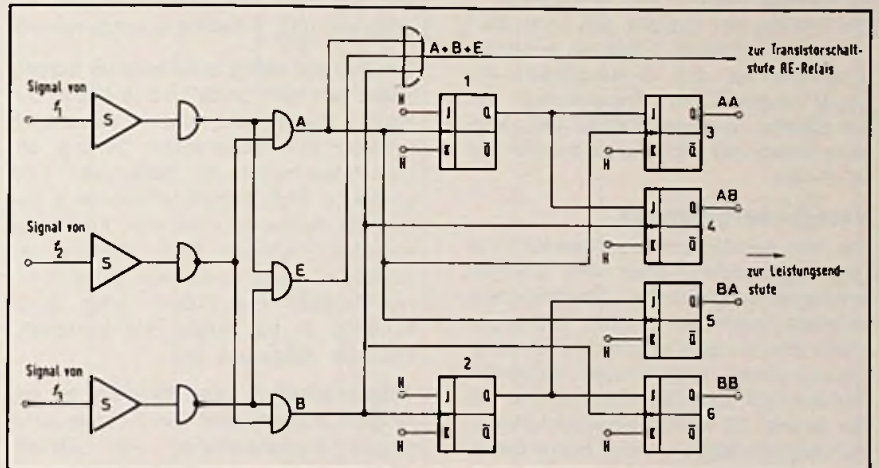 A+B+E
zur Transistorschalt-
stufe RE-Relais
Signal von
f1
S
A
H
1
J Q
K Q̅
H
J Q
K Q̅
3
AA
H
Signal von
f2
S
E
J Q
K Q̅
4
AB
H
zur Leistungsend-
stufe
J Q
K Q̅
5
BA
H
Signal von
f3
S
B
2
H
J Q
K Q̅
H
J Q
K Q̅
6
BB
H